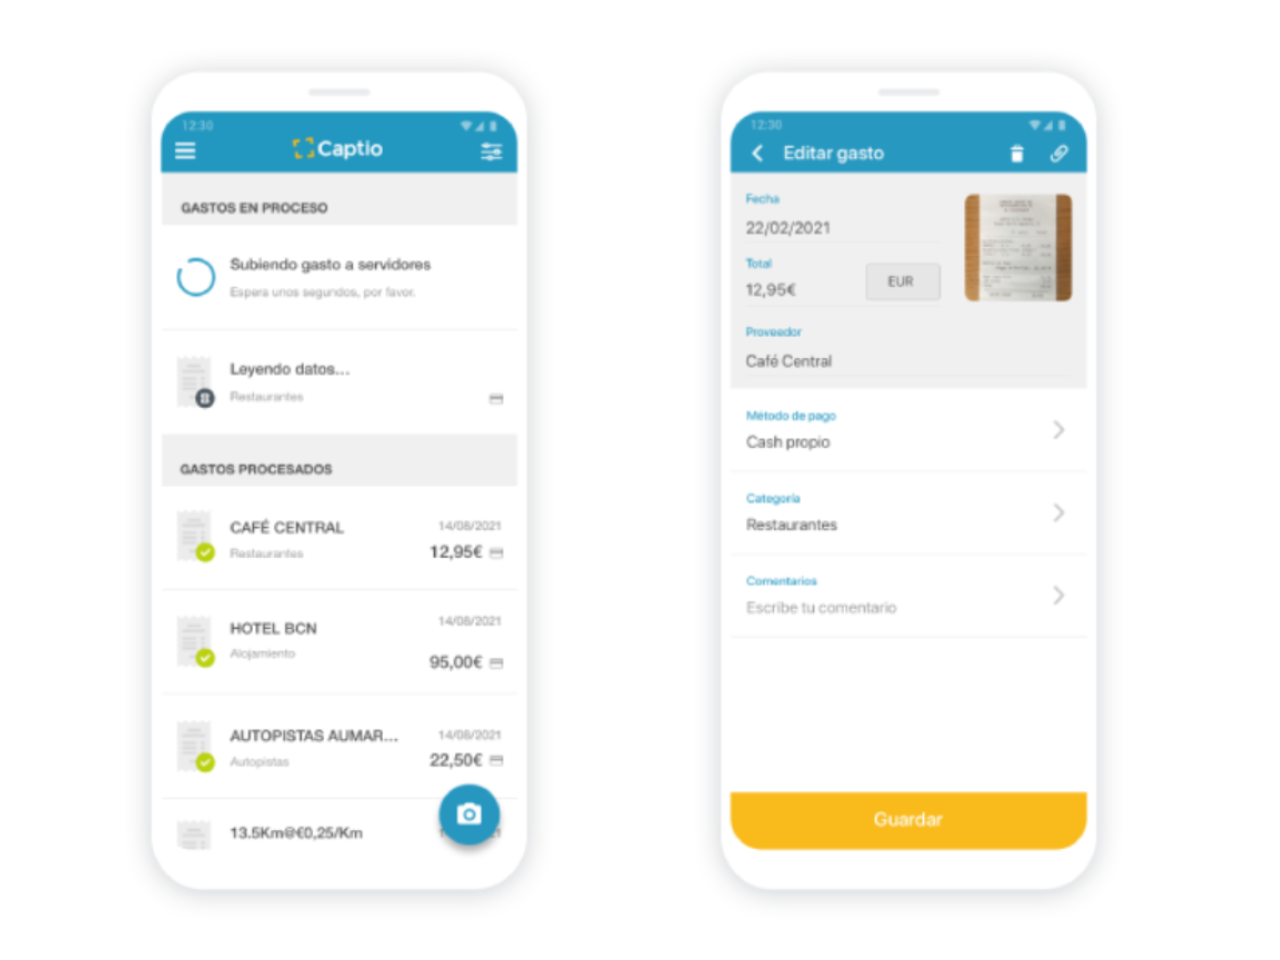 12:30
Captio
GASTOS EN PROCESO
Subiendo gasto a servidores
Espera unos segundos, por favor.
Leyendo datos...
Restaurantes
GASTOS PROCESADOS
CAFÉ CENTRAL
14/08/2021
Restaurantes
12,95€
HOTEL BCN
14/08/2021
Alojamiento
95,00€
AUTOPISTAS AUMAR...
14/08/2021
Autopistas
22,50€
13.5Km@€0,25/Km
12:30
Editar gasto
Fecha
22/02/2021
Total
12,95€
EUR
Proveedor
Café Central
Método de pago
Cash propio
Categoría
Restaurantes
Comentarios
Escribe tu comentario
Guardar